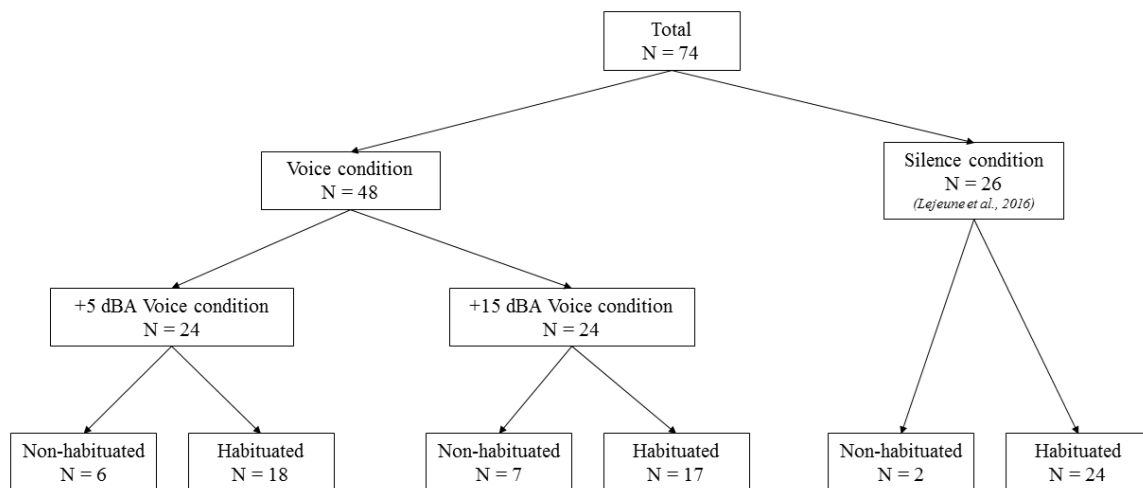 Total
N = 74
Voice condition
N = 48
Silence condition
N = 26
(Lejeune et al., 2016)
+5 dBA Voice condition
N = 24
+15 dBA Voice condition
N = 24
Non-habituated
N = 6
Habituated
N = 18
Non-habituated
N = 7
Habituated
N = 17
Non-habituated
N = 2
Habituated
N = 24